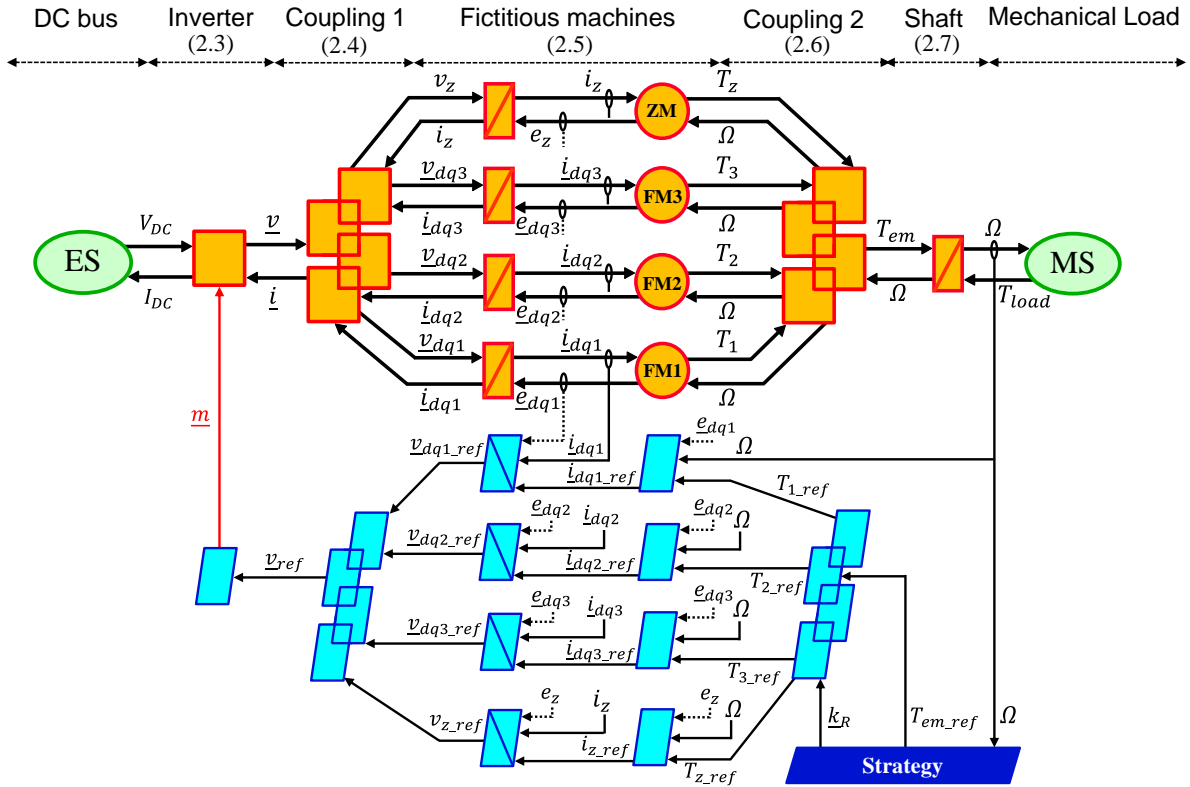 DC bus
Inverter
(2.3)
Coupling 1
(2.4)
Fictitious machines
(2.5)
Coupling 2
(2.6)
Shaft
(2.7)
Mechanical Load
v_z
i_z
T_z
i_z
e_z
ZM
Ω
v_dq3
i_dq3
T_3
FM3
i_dq3
e_dq3
Ω
V_DC
v
ES
I_DC
i
v_dq2
i_dq2
T_2
FM2
i_dq2
e_dq2
Ω
T_em
Ω
MS
Ω
T_load
v_dq1
i_dq1
T_1
FM1
i_dq1
e_dq1
Ω
m
v_dq1_ref
i_dq1
i_dq1_ref
e_dq1
Ω
T_1_ref
e_dq2
i_dq2
v_dq2_ref
i_dq2_ref
e_dq2
Ω
T_2_ref
v_ref
e_dq3
i_dq3
v_dq3_ref
i_dq3_ref
e_dq3
Ω
T_3_ref
e_z
i_z
v_z_ref
i_z_ref
e_z
Ω
T_z_ref
k_R
T_em_ref
Ω
Strategy